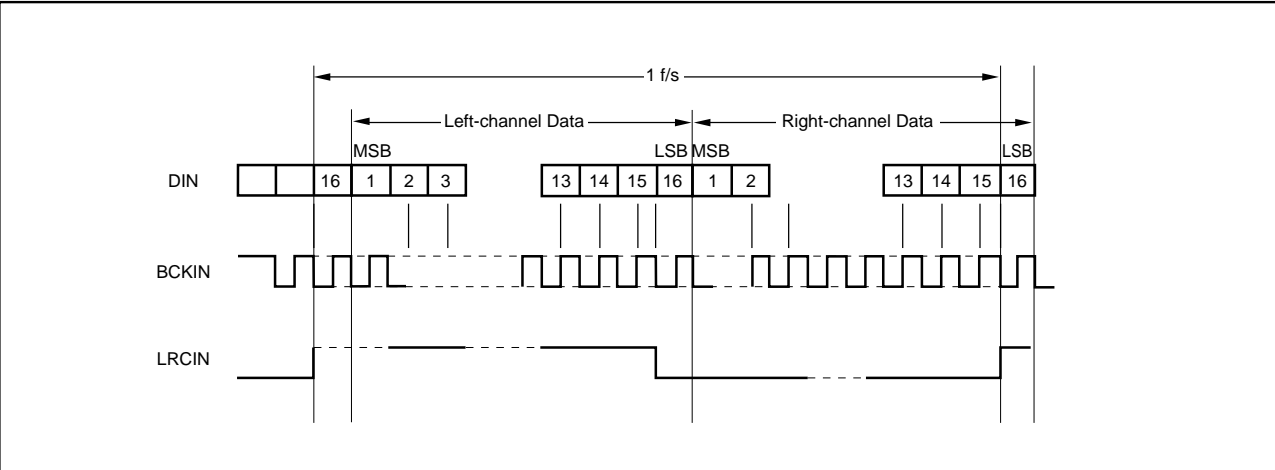 1 f/s
Left-channel Data
Right-channel Data
MSB
LSB MSB
LSB
DIN
16 1 2 3
13 14 15 16 1 2
13 14 15 16
BCKIN
LRCIN